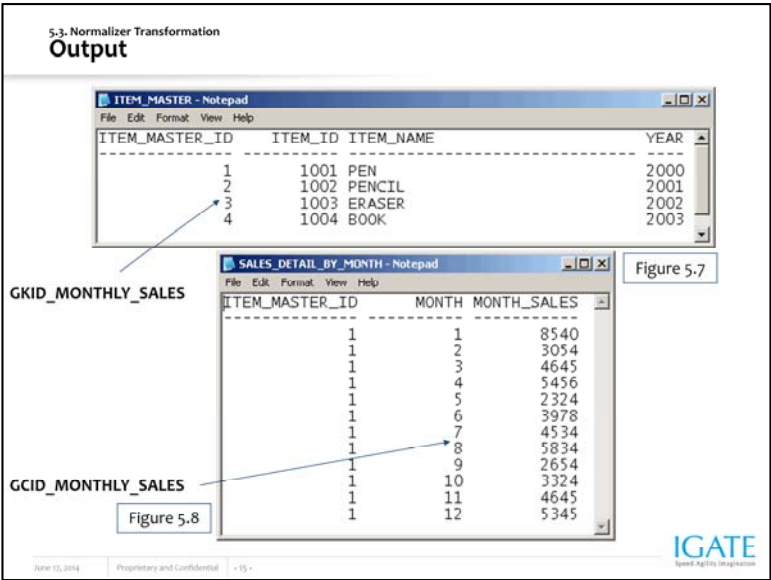 5.3. Normalizer Transformation
Output
ITEM_MASTER - Notepad
File Edit Format View Help
ITEM_MASTER_ID ITEM_ID ITEM_NAME YEAR
-------------- ---------- ------------------------------ ----
1 1001 PEN 2000
2 1002 PENCIL 2001
3 1003 ERASER 2002
4 1004 BOOK 2003
Figure 5.7
GKID_MONTHLY_SALES
SALES_DETAIL_BY_MONTH - Notepad
File Edit Format View Help
ITEM_MASTER_ID MONTH MONTH_SALES
-------------- ---------- -----------
1 1 8540
1 2 3054
1 3 4645
1 4 5456
1 5 2324
1 6 3978
1 7 4534
1 8 5834
1 9 2654
1 10 3324
1 11 4645
1 12 5345
GCID_MONTHLY_SALES
Figure 5.8
June 17, 2014 Proprietary and Confidential - 15 -
IGATE
Speed.Agility.Imagination